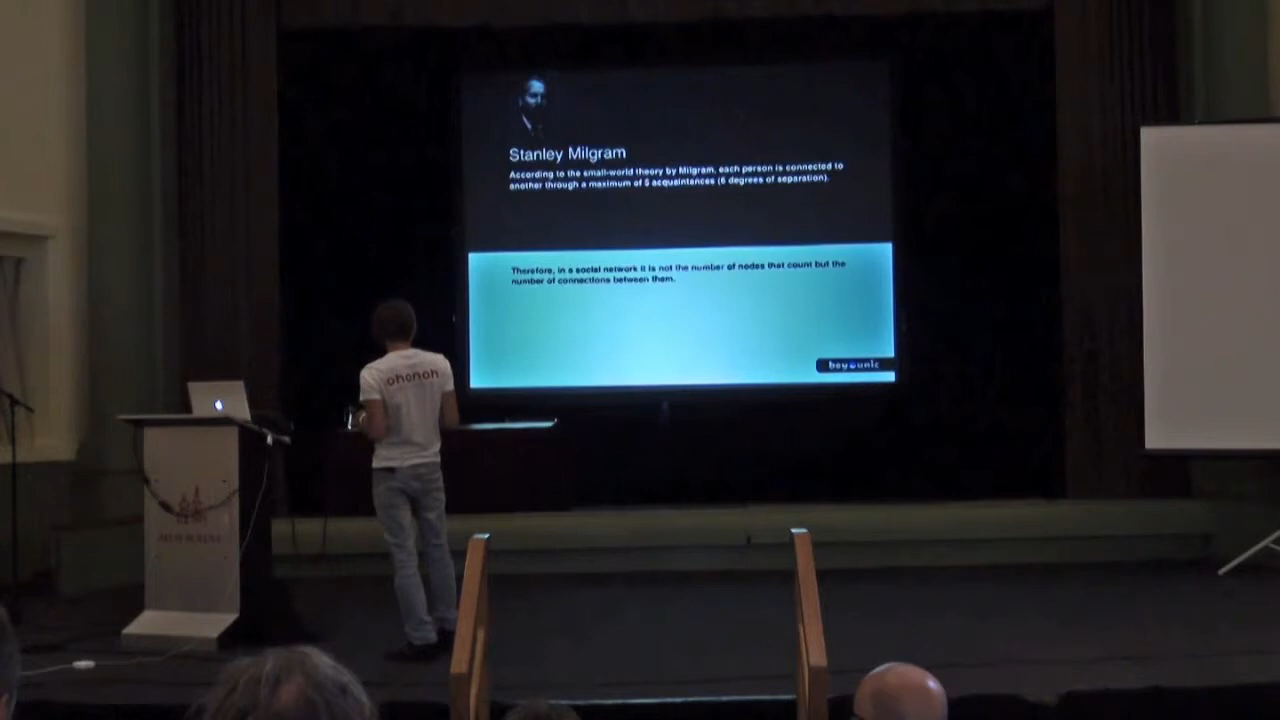 Stanley Milgram
According to the small-world theory by Milgram, each person is connected to
another through a maximum of 5 acquaintances (6 degrees of separation).
Therefore, in a social network it is not the number of nodes that count but the
number of connections between them.
beyounic
ohonoh